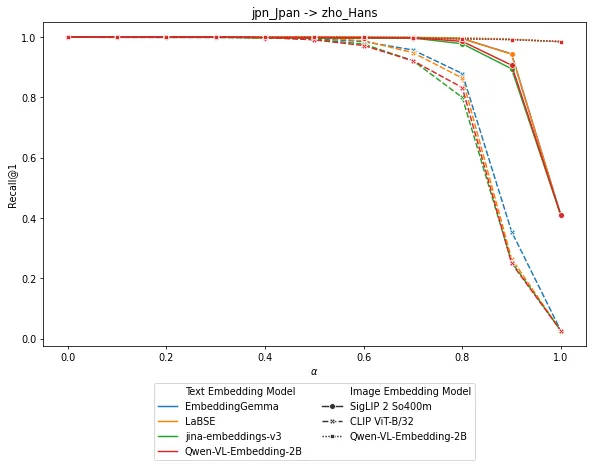 jpn_Jpan -> zho_Hans
1.0
0.8
0.6
0.4
0.2
0.0
Recall@1
0.0 0.2 0.4 0.6 0.8 1.0
α
Text Embedding Model
EmbeddingGemma
LaBSE
jina-embeddings-v3
Qwen-VL-Embedding-2B
Image Embedding Model
SigLIP 2 So400m
CLIP ViT-B/32
Qwen-VL-Embedding-2B